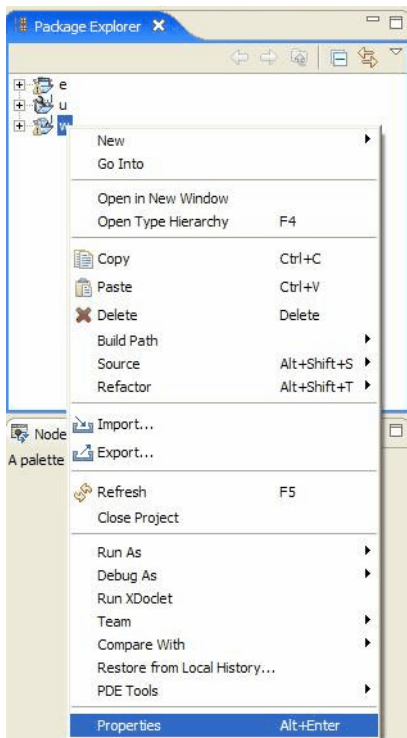 Package Explorer
e
u
w
New
Go Into
Open in New Window
Open Type Hierarchy F4
Copy Ctrl+C
Paste Ctrl+V
Delete Delete
Build Path
Source Alt+Shift+S
Refactor Alt+Shift+T
Import...
Node
Export...
A palette
Refresh F5
Close Project
Run As
Debug As
Run XDoclet
Team
Compare With
Restore from Local History...
PDE Tools
Properties Alt+Enter